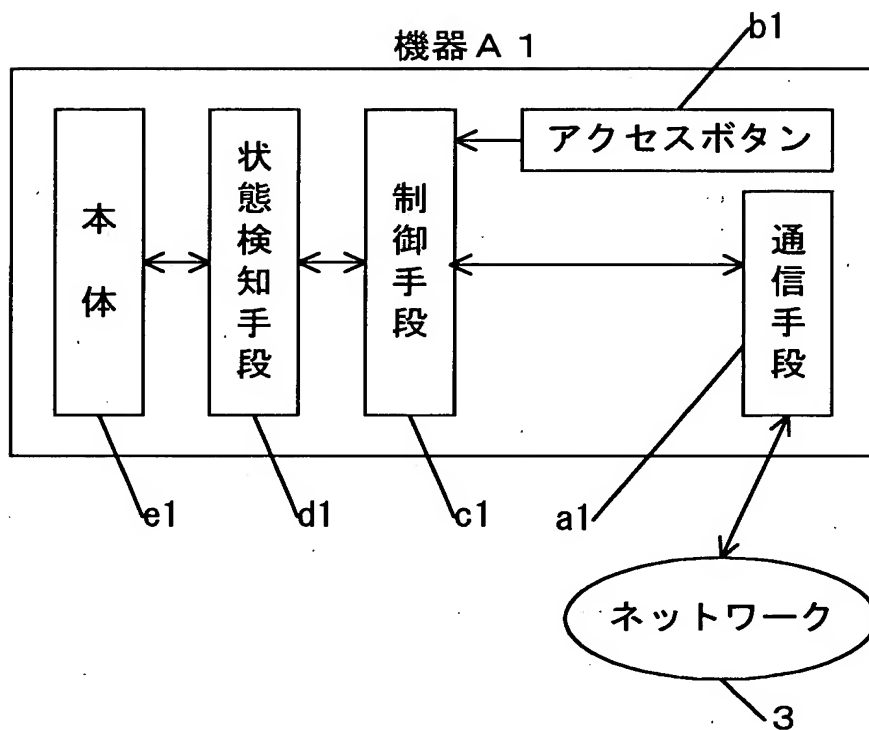 機器A1
b1
アクセスボタン
本体
状態検知手段
制御手段
通信手段
e1
d1
c1
a1
ネットワーク
3